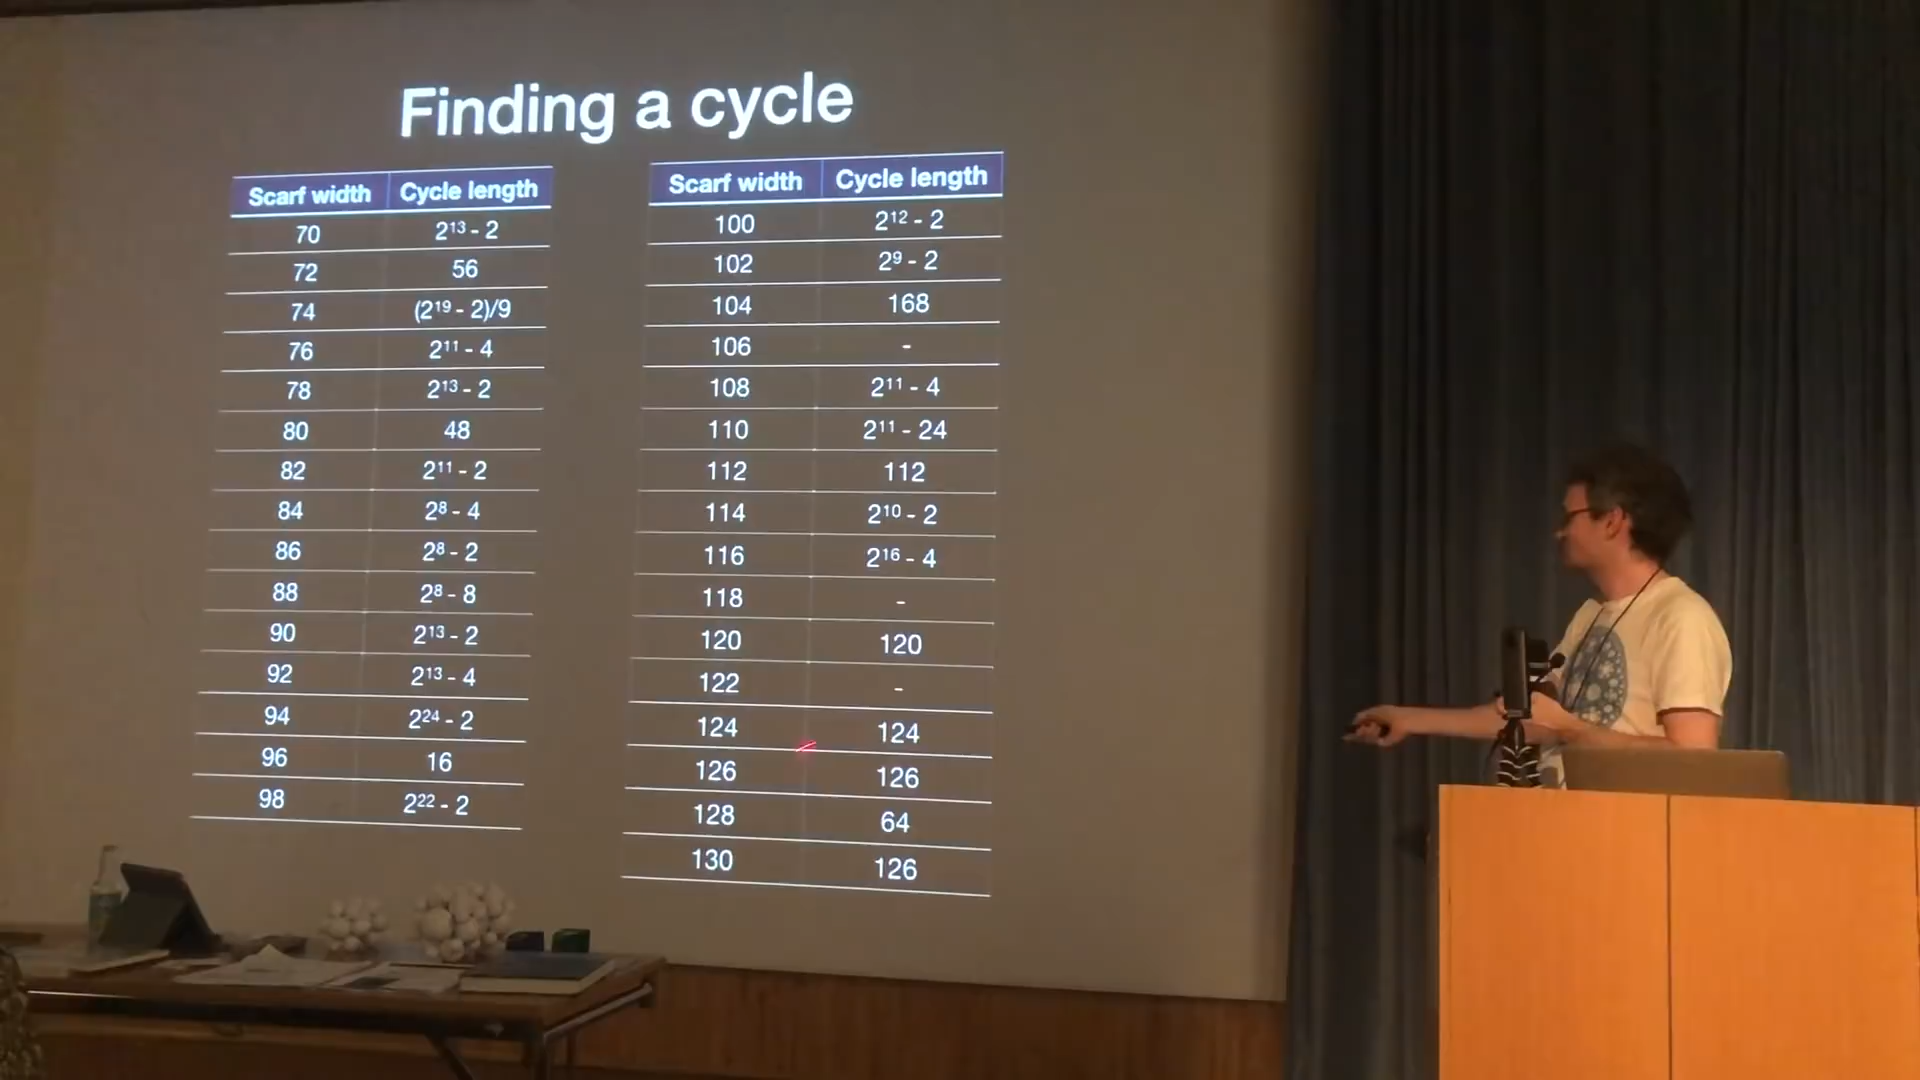 Finding a cycle
Scarf width Cycle length
70 2¹³ - 2
72 56
74 (2¹⁹ - 2)/9
76 2¹¹ - 4
78 2¹³ - 2
80 48
82 2¹¹ - 2
84 2⁸ - 4
86 2⁸ - 2
88 2⁸ - 8
90 2¹³ - 2
92 2¹³ - 4
94 2²⁴ - 2
96 16
98 2²² - 2
Scarf width Cycle length
100 2¹² - 2
102 2⁹ - 2
104 168
106 -
108 2¹¹ - 4
110 2¹¹ - 24
112 112
114 2¹⁰ - 2
116 2¹⁶ - 4
118 -
120 120
122 -
124 124
126 126
128 64
130 126